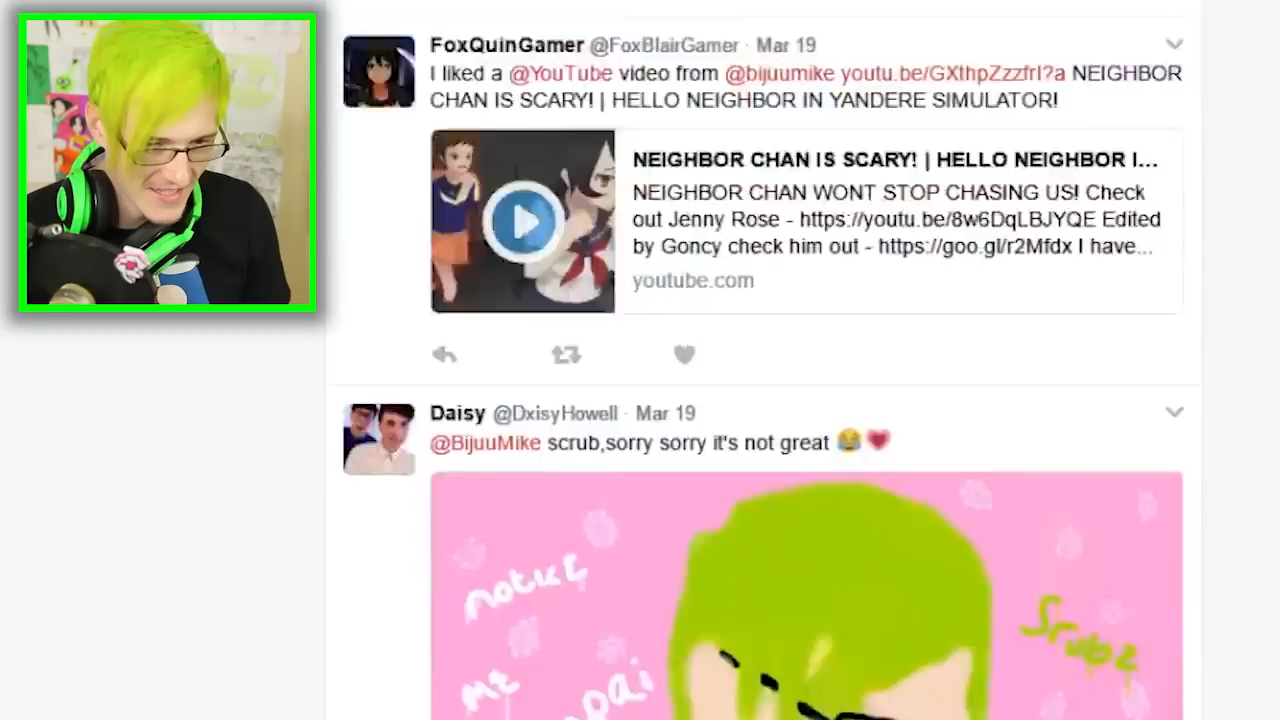 FoxQuinGamer @FoxBlairGamer · Mar 19
I liked a @YouTube video from @bijuumike youtu.be/GXthpZzzfrI?a NEIGHBOR
CHAN IS SCARY! | HELLO NEIGHBOR IN YANDERE SIMULATOR!
NEIGHBOR CHAN IS SCARY! | HELLO NEIGHBOR I...
NEIGHBOR CHAN WONT STOP CHASING US! Check
out Jenny Rose - https://youtu.be/8w6DqLBJYQE Edited
by Goncy check him out - https://goo.gl/r2Mfdx I have...
youtube.com
Daisy @DxisyHowell · Mar 19
@BijuuMike scrub,sorry sorry it's not great 😂💗
notice
Srubz
Me